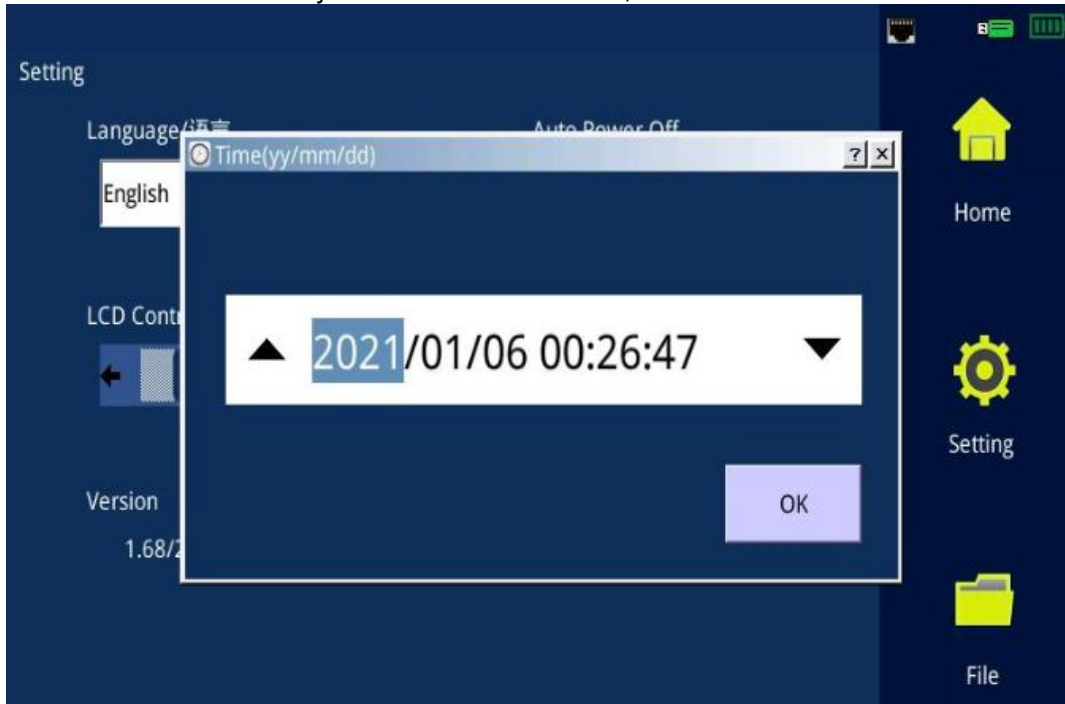 Setting
Language/语言
Auto Power Off
Time(yy/mm/dd)
English
Home
LCD Contr
2021/01/06 00:26:47
Setting
Version
OK
1.68/2
File